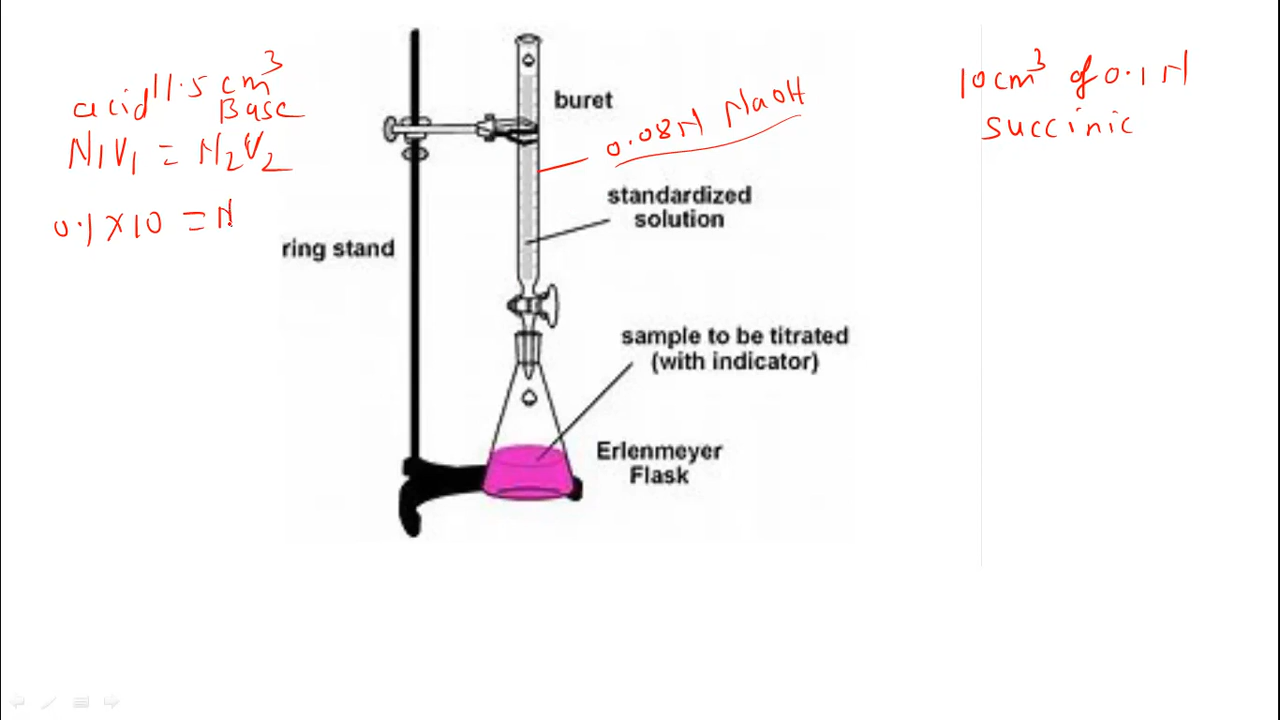 11.5 cm³
acid Base
N1V1 = N2V2
0.1 × 10 = N
ring stand
buret
0.08N NaOH
standardized
solution
sample to be titrated
(with indicator)
Erlenmeyer
Flask
10 cm³ of 0.1 N
succinic